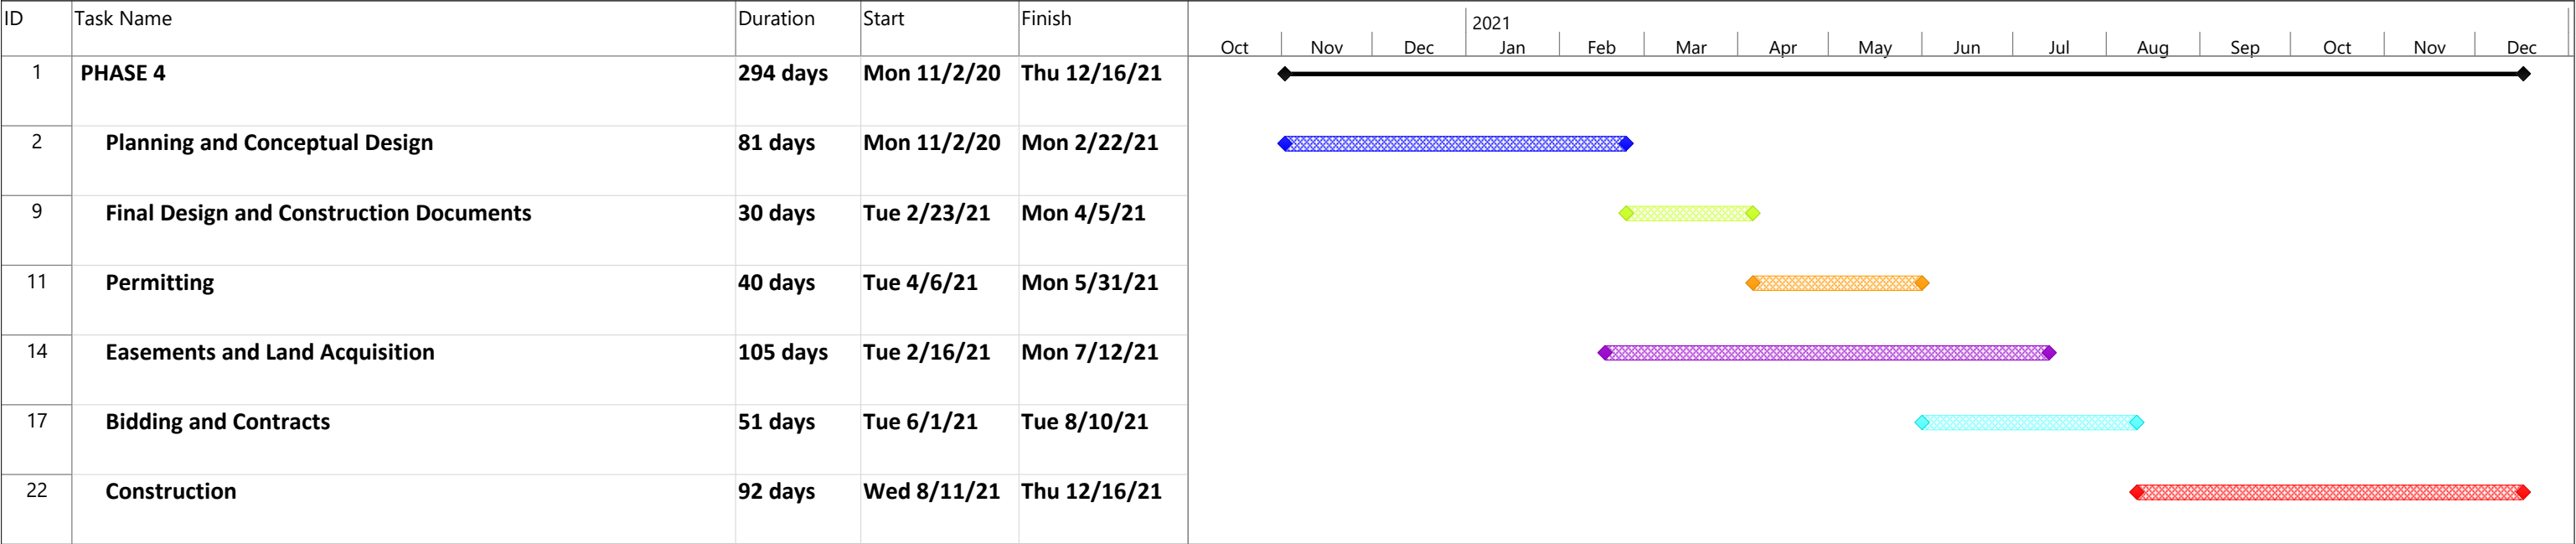 ID Task Name Duration Start Finish
2021
Oct Nov Dec Jan Feb Mar Apr May Jun Jul Aug Sep Oct Nov Dec
1 PHASE 4 294 days Mon 11/2/20 Thu 12/16/21
2 Planning and Conceptual Design 81 days Mon 11/2/20 Mon 2/22/21
9 Final Design and Construction Documents 30 days Tue 2/23/21 Mon 4/5/21
11 Permitting 40 days Tue 4/6/21 Mon 5/31/21
14 Easements and Land Acquisition 105 days Tue 2/16/21 Mon 7/12/21
17 Bidding and Contracts 51 days Tue 6/1/21 Tue 8/10/21
22 Construction 92 days Wed 8/11/21 Thu 12/16/21